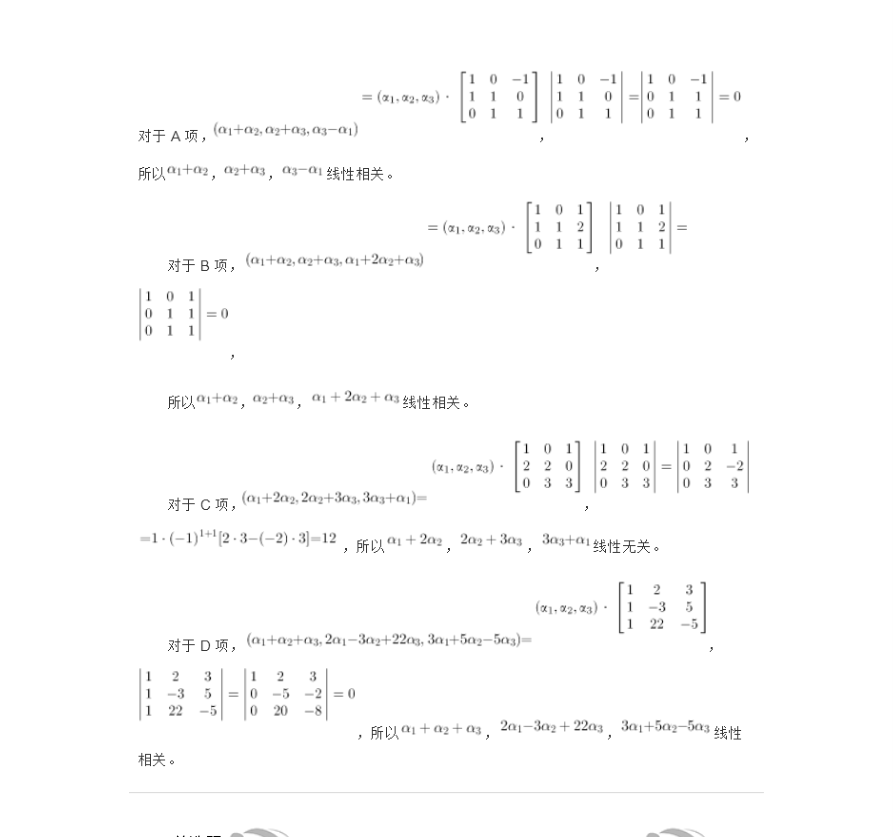 对于 A 项，(α₁+α₂, α₂+α₃, α₃−α₁) = (α₁, α₂, α₃) · [1 0 −1; 1 1 0; 0 1 1]，|1 0 −1; 1 1 0; 0 1 1| = |1 0 −1; 0 1 1; 0 1 1| = 0，
所以 α₁+α₂，α₂+α₃，α₃−α₁ 线性相关。
对于 B 项，(α₁+α₂, α₂+α₃, α₁+2α₂+α₃) = (α₁, α₂, α₃) · [1 0 1; 1 1 2; 0 1 1]，|1 0 1; 1 1 2; 0 1 1| =
|1 0 1; 0 1 1; 0 1 1| = 0，
所以 α₁+α₂，α₂+α₃，α₁ + 2α₂ + α₃ 线性相关。
对于 C 项，(α₁+2α₂, 2α₂+3α₃, 3α₃+α₁)= (α₁, α₂, α₃) · [1 0 1; 2 2 0; 0 3 3]，|1 0 1; 2 2 0; 0 3 3| = |1 0 1; 0 2 −2; 0 3 3|
=1 · (−1)¹⁺¹[2 · 3−(−2) · 3]=12 ，所以 α₁ + 2α₂，2α₂ + 3α₃，3α₃+α₁ 线性无关。
对于 D 项，(α₁+α₂+α₃, 2α₁−3α₂+22α₃, 3α₁+5α₂−5α₃)= (α₁, α₂, α₃) · [1 2 3; 1 −3 5; 1 22 −5]，
|1 2 3; 1 −3 5; 1 22 −5| = |1 2 3; 0 −5 −2; 0 20 −8| = 0，所以 α₁ + α₂ + α₃，2α₁−3α₂ + 22α₃，3α₁+5α₂−5α₃ 线性
相关。